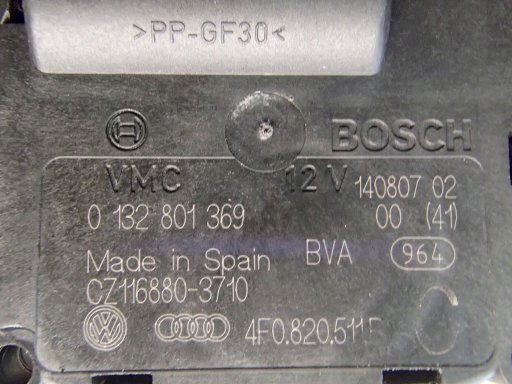 >PP-GF30<
BOSCH
VMC 12 V 140807 02
0 132 801 369 00 (41)
Made in Spain BVA 964
CZ116880-3710
4F0.820.511